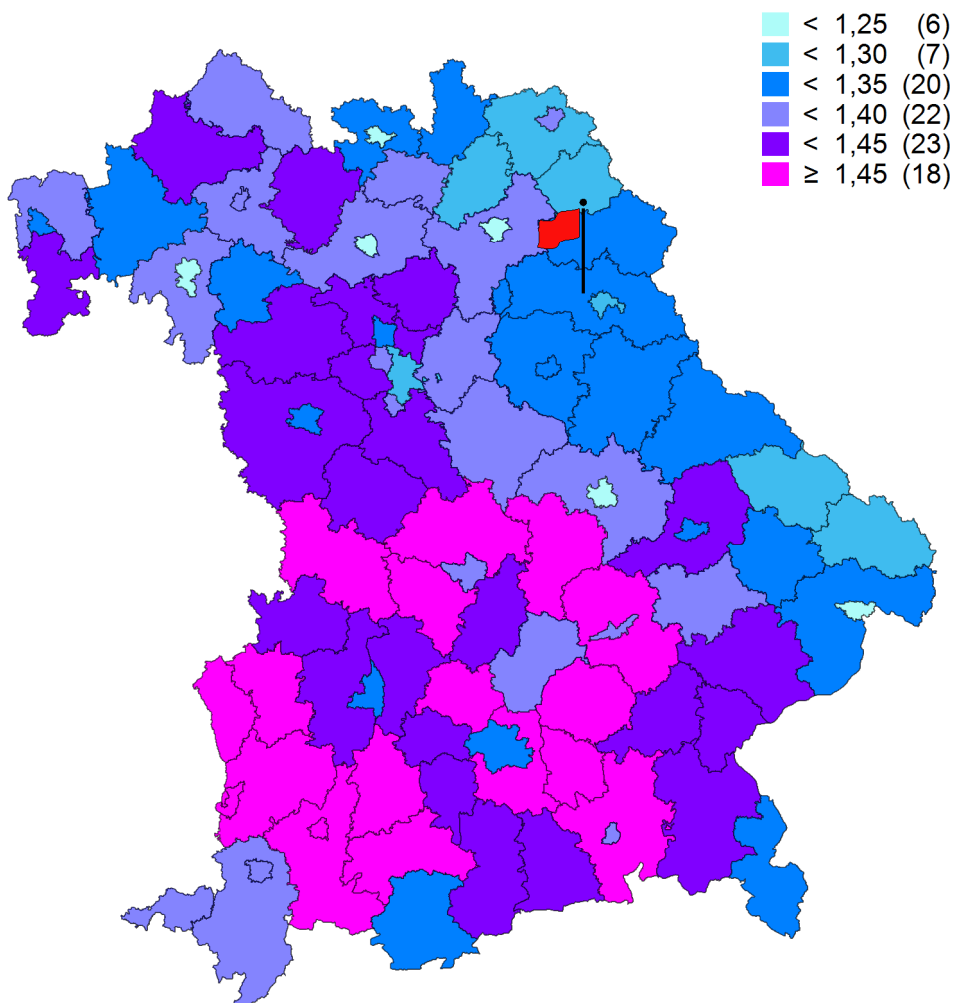 < 1,25 (6)
< 1,30 (7)
< 1,35 (20)
< 1,40 (22)
< 1,45 (23)
≥ 1,45 (18)